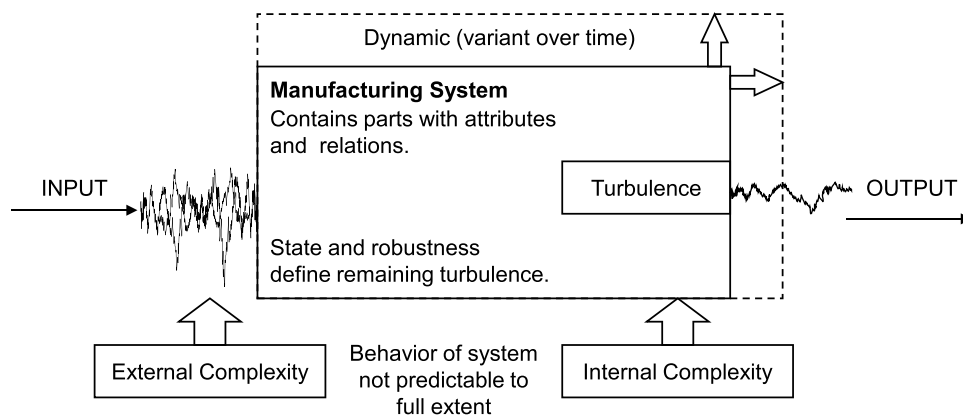 Dynamic (variant over time)
Manufacturing System
Contains parts with attributes
and relations.
INPUT
Turbulence
OUTPUT
State and robustness
define remaining turbulence.
External Complexity
Behavior of system
not predictable to
full extent
Internal Complexity